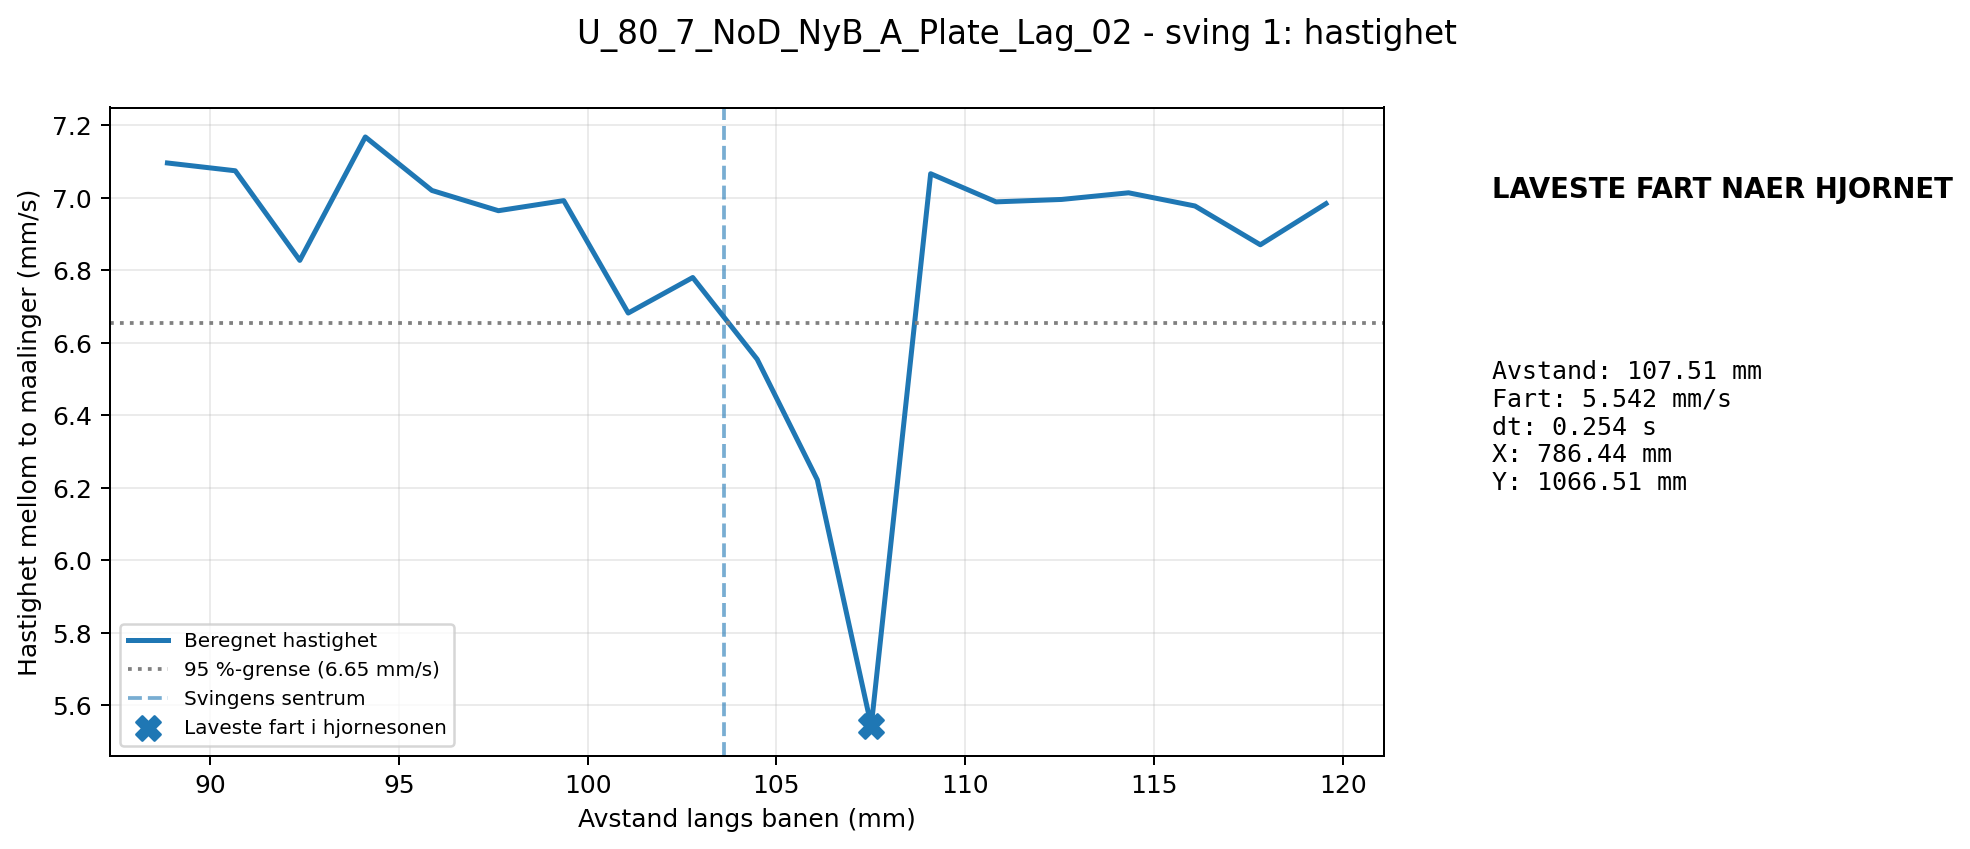 U_80_7_NoD_NyB_A_Plate_Lag_02 - sving 1: hastighet
Hastighet mellom to maalinger (mm/s)
7.2
7.0
6.8
6.6
6.4
6.2
6.0
5.8
5.6
Beregnet hastighet
95 %-grense (6.65 mm/s)
Svingens sentrum
Laveste fart i hjornesonen
90
95
100
105
110
115
120
Avstand langs banen (mm)
LAVESTE FART NAER HJORNET
Avstand: 107.51 mm
Fart: 5.542 mm/s
dt: 0.254 s
X: 786.44 mm
Y: 1066.51 mm